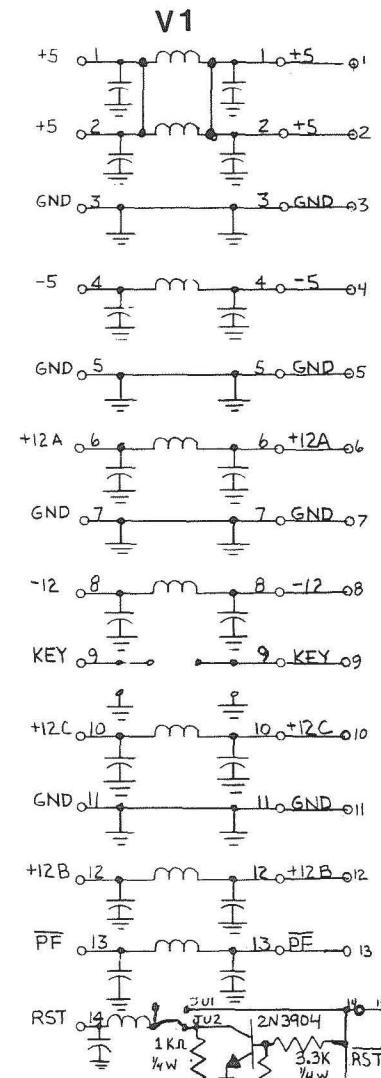 V1
+5 1 1 +5 1
+5 2 2 +5 2
GND 3 3 GND 3
-5 4 4 -5 4
GND 5 5 GND 5
+12A 6 6 +12A 6
GND 7 7 GND 7
-12 8 8 -12 8
KEY 9 9 KEY 9
+12C 10 10 +12C 10
GND 11 11 GND 11
+12B 12 12 +12B 12
PF 13 13 PF 13
JU1 14
RST 14 JU2 2N3904
1KΩ 3.3K RST
1/4 W 1/4 W